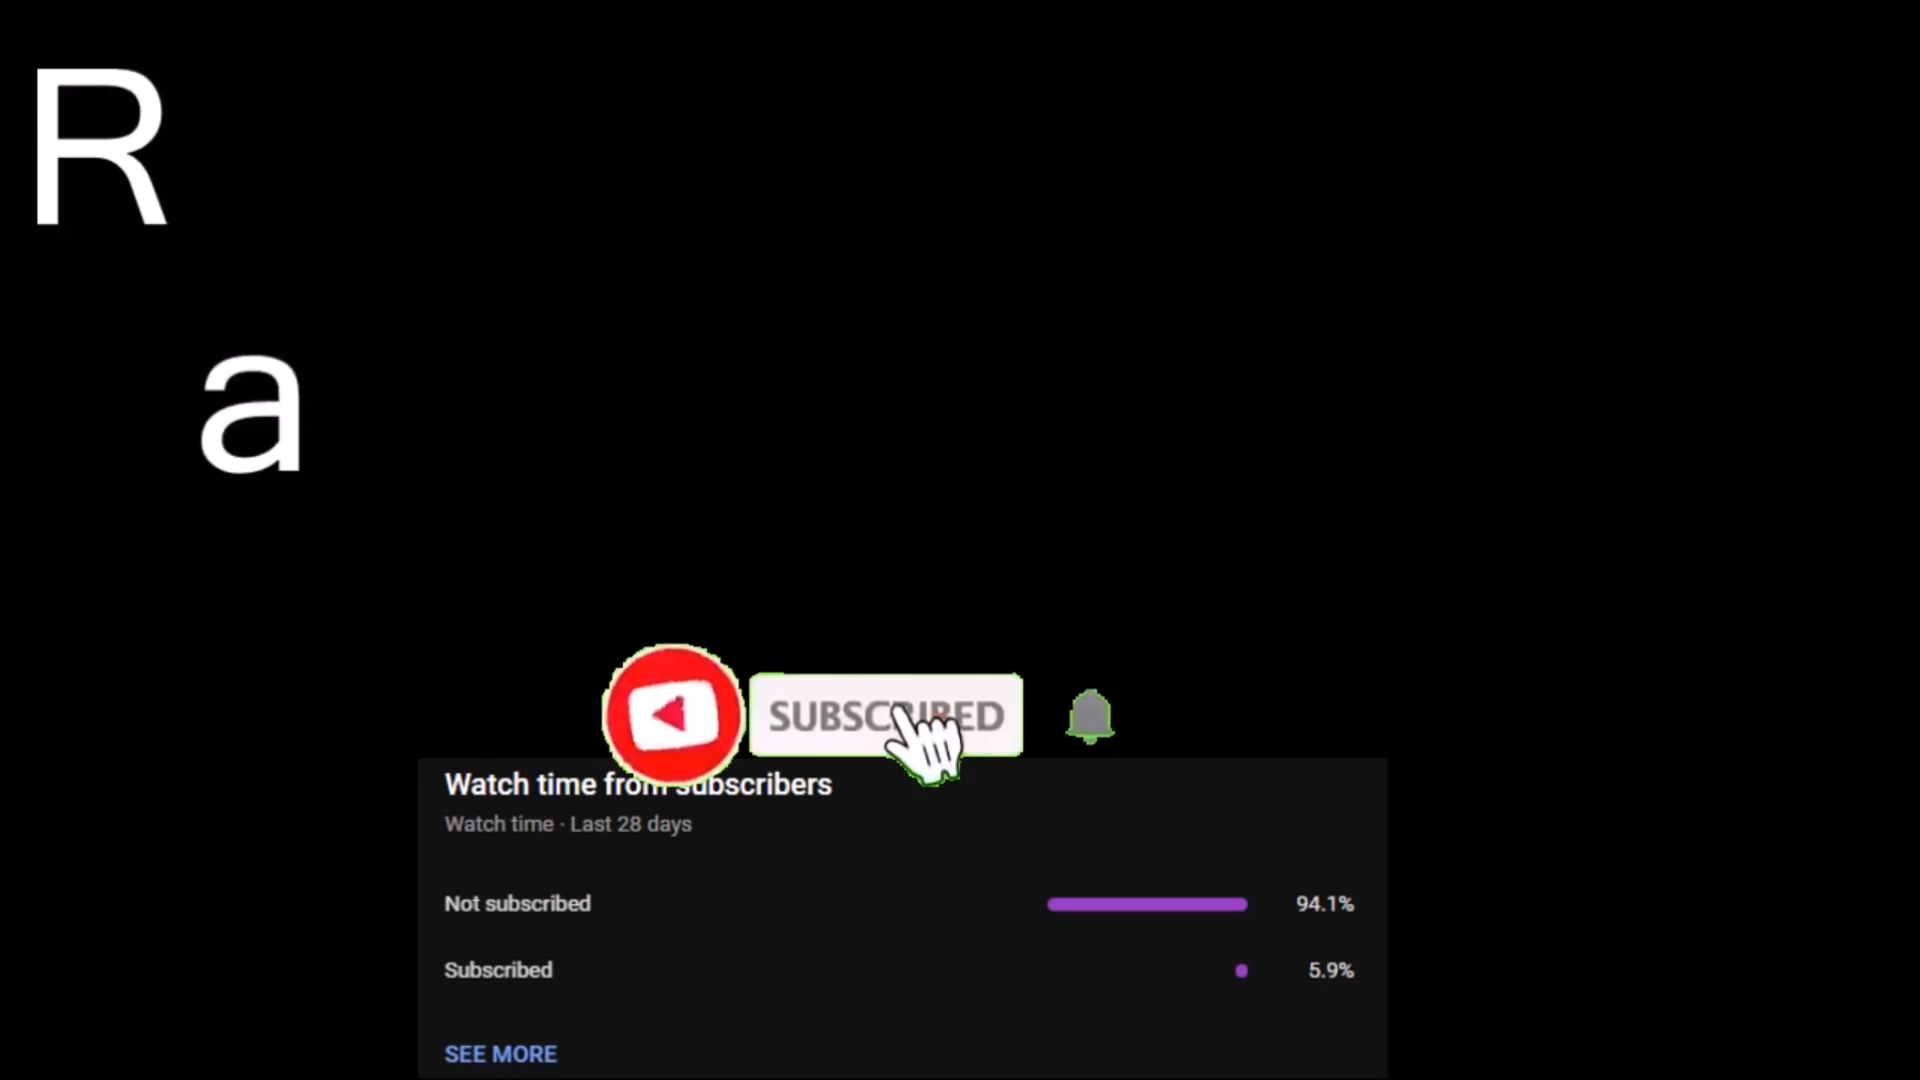 R
a
SUBSCRIBED
Watch time from subscribers
Watch time · Last 28 days
Not subscribed 94.1%
Subscribed 5.9%
SEE MORE